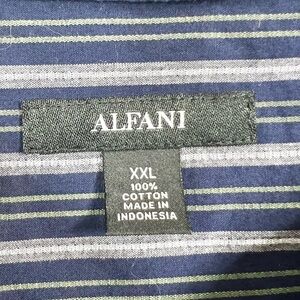 ALFANI
XXL
100%
COTTON
MADE IN
INDONESIA